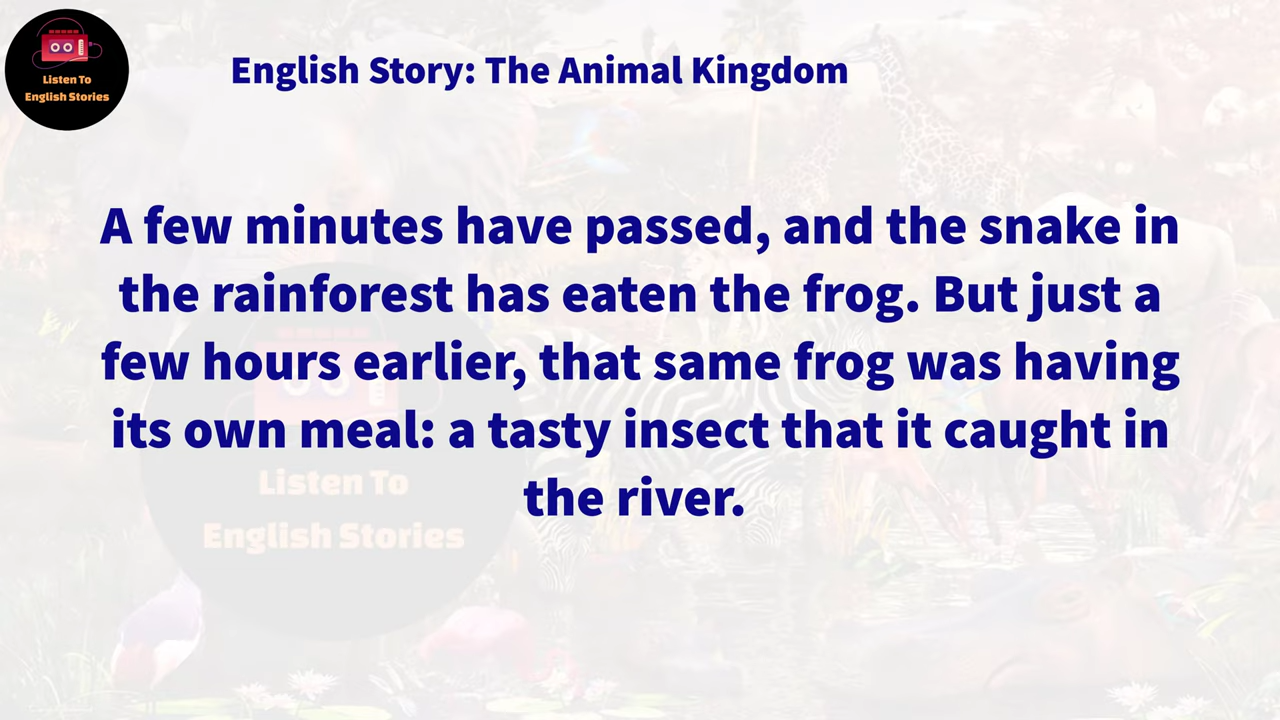 Listen To
English Stories
English Story: The Animal Kingdom
A few minutes have passed, and the snake in
the rainforest has eaten the frog. But just a
few hours earlier, that same frog was having
its own meal: a tasty insect that it caught in
the river.
Listen To
English Stories